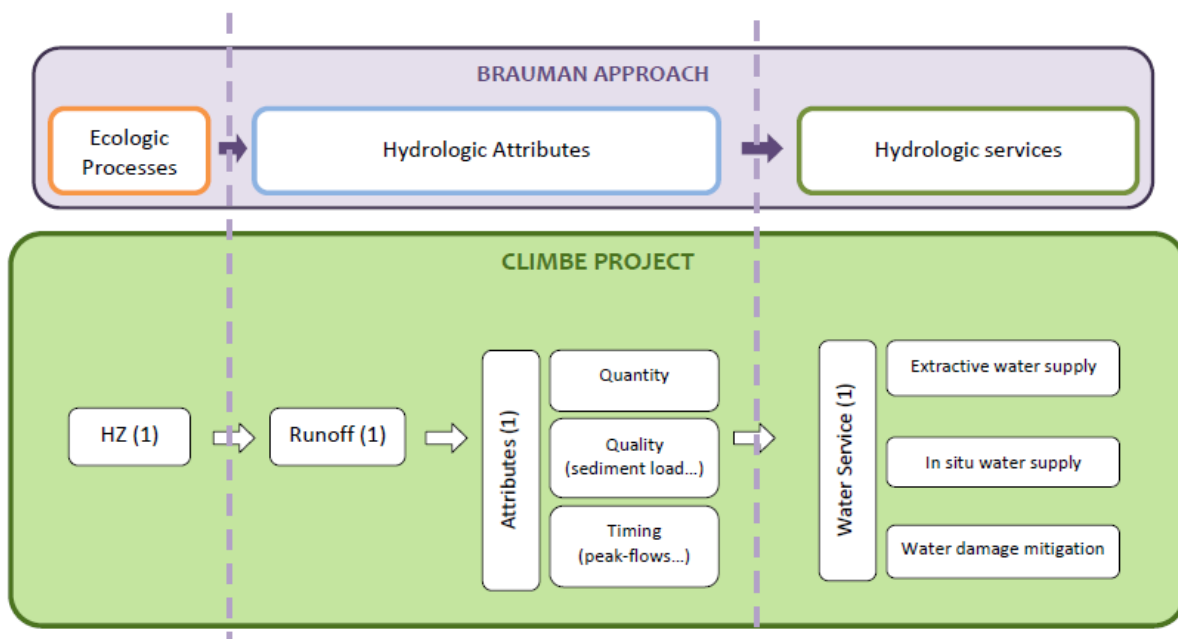 BRAUMAN APPROACH
Ecologic
Processes
Hydrologic Attributes
Hydrologic services
CLIMBE PROJECT
HZ (1)
Runoff (1)
Attributes (1)
Quantity
Quality
(sediment load...)
Timing
(peak-flows...)
Water Service (1)
Extractive water supply
In situ water supply
Water damage mitigation